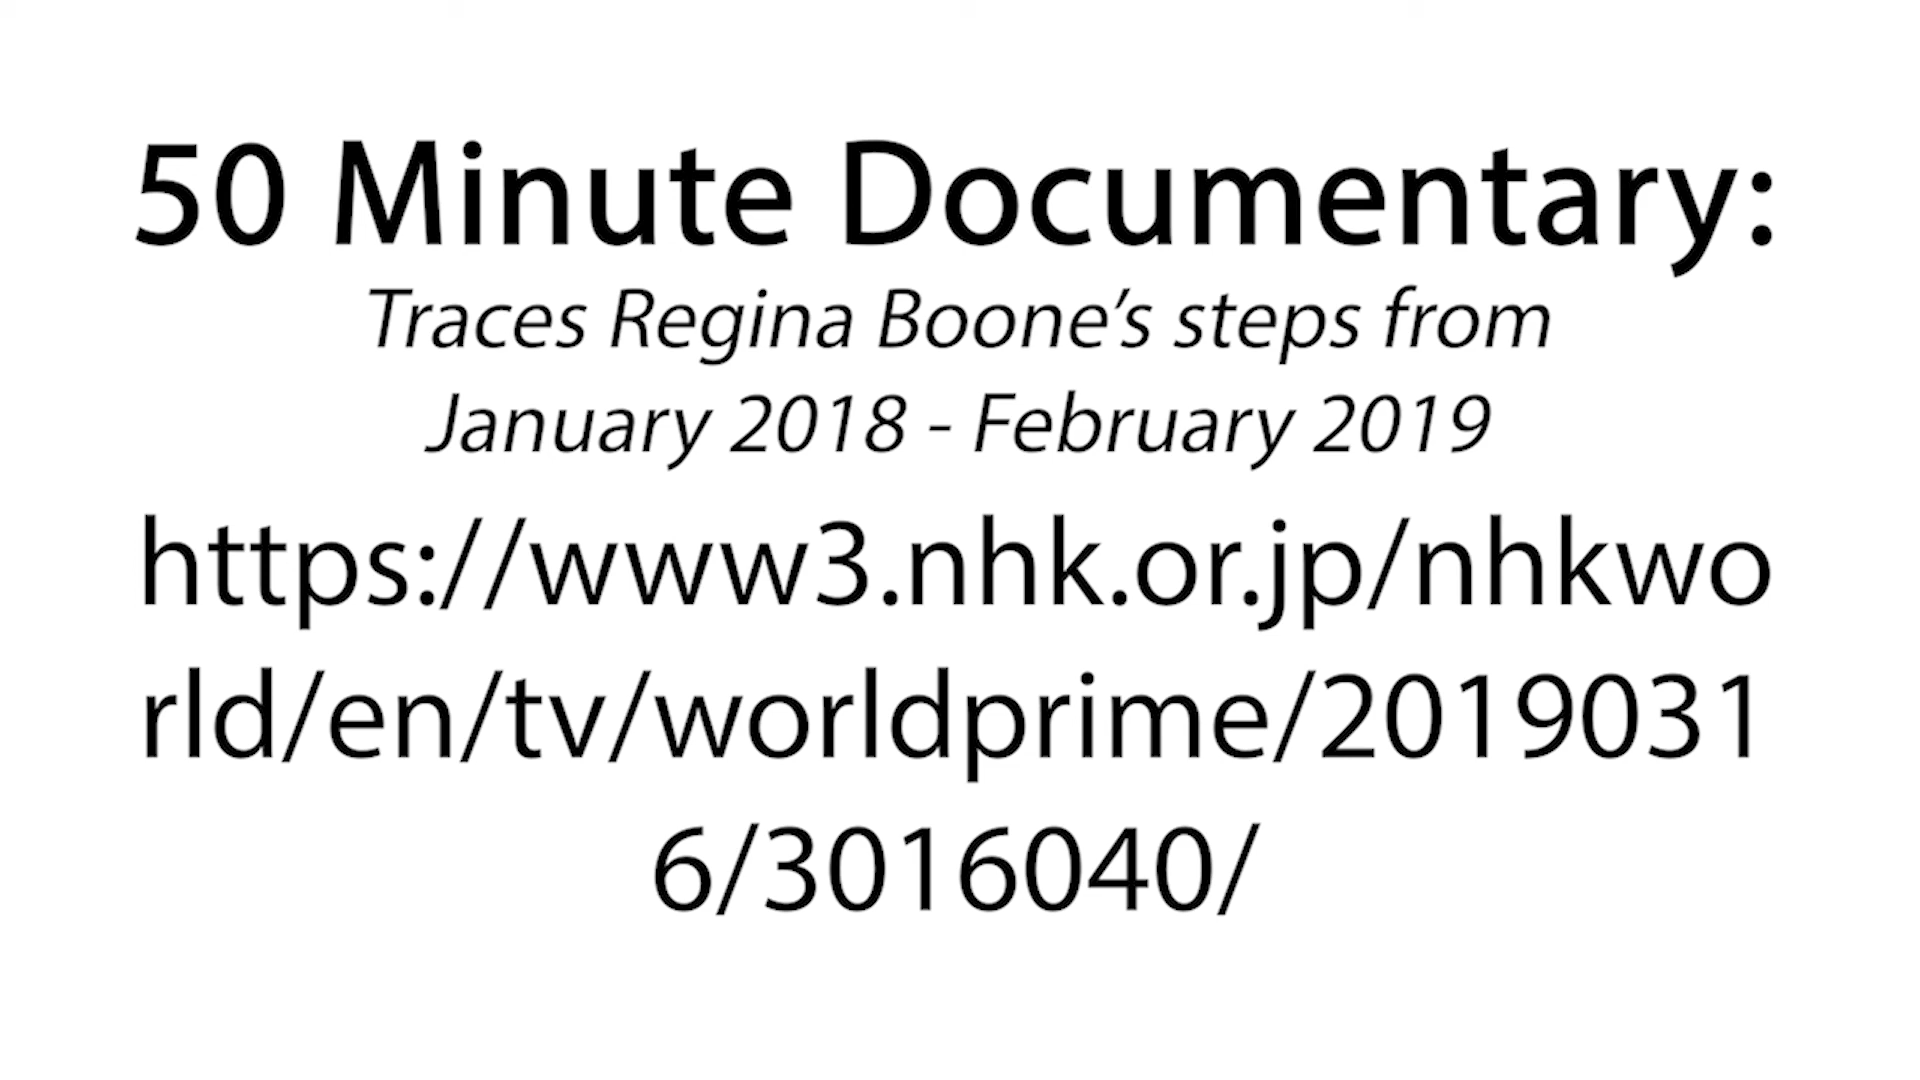 50 Minute Documentary:
Traces Regina Boone’s steps from
January 2018 - February 2019
https://www3.nhk.or.jp/nhkwo
rld/en/tv/worldprime/2019031
6/3016040/